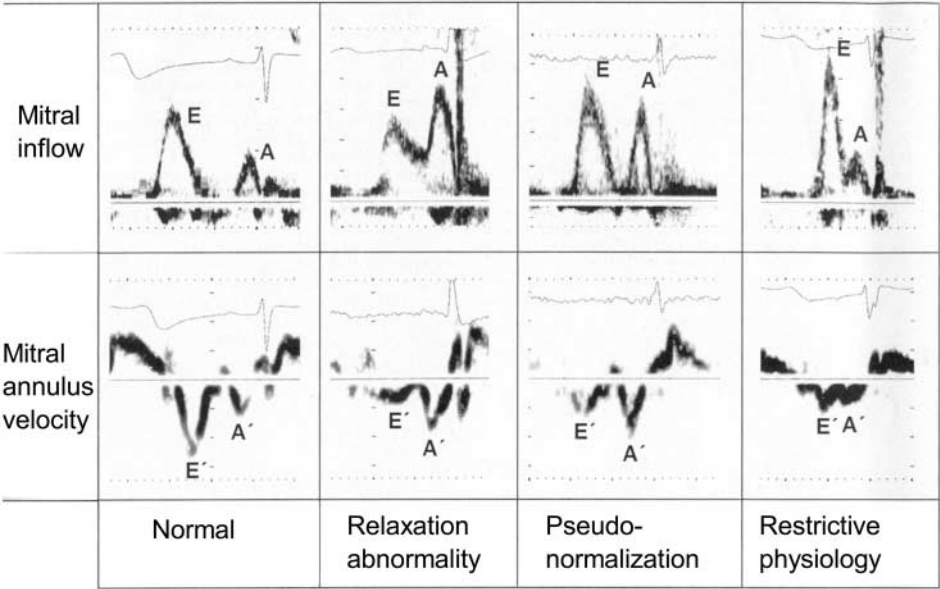 Mitral
inflow
E
A
E
A
E
A
E
A
Mitral
annulus
velocity
E´
A´
E´
A´
E´
A´
E´ A´
Normal
Relaxation
abnormality
Pseudo-
normalization
Restrictive
physiology